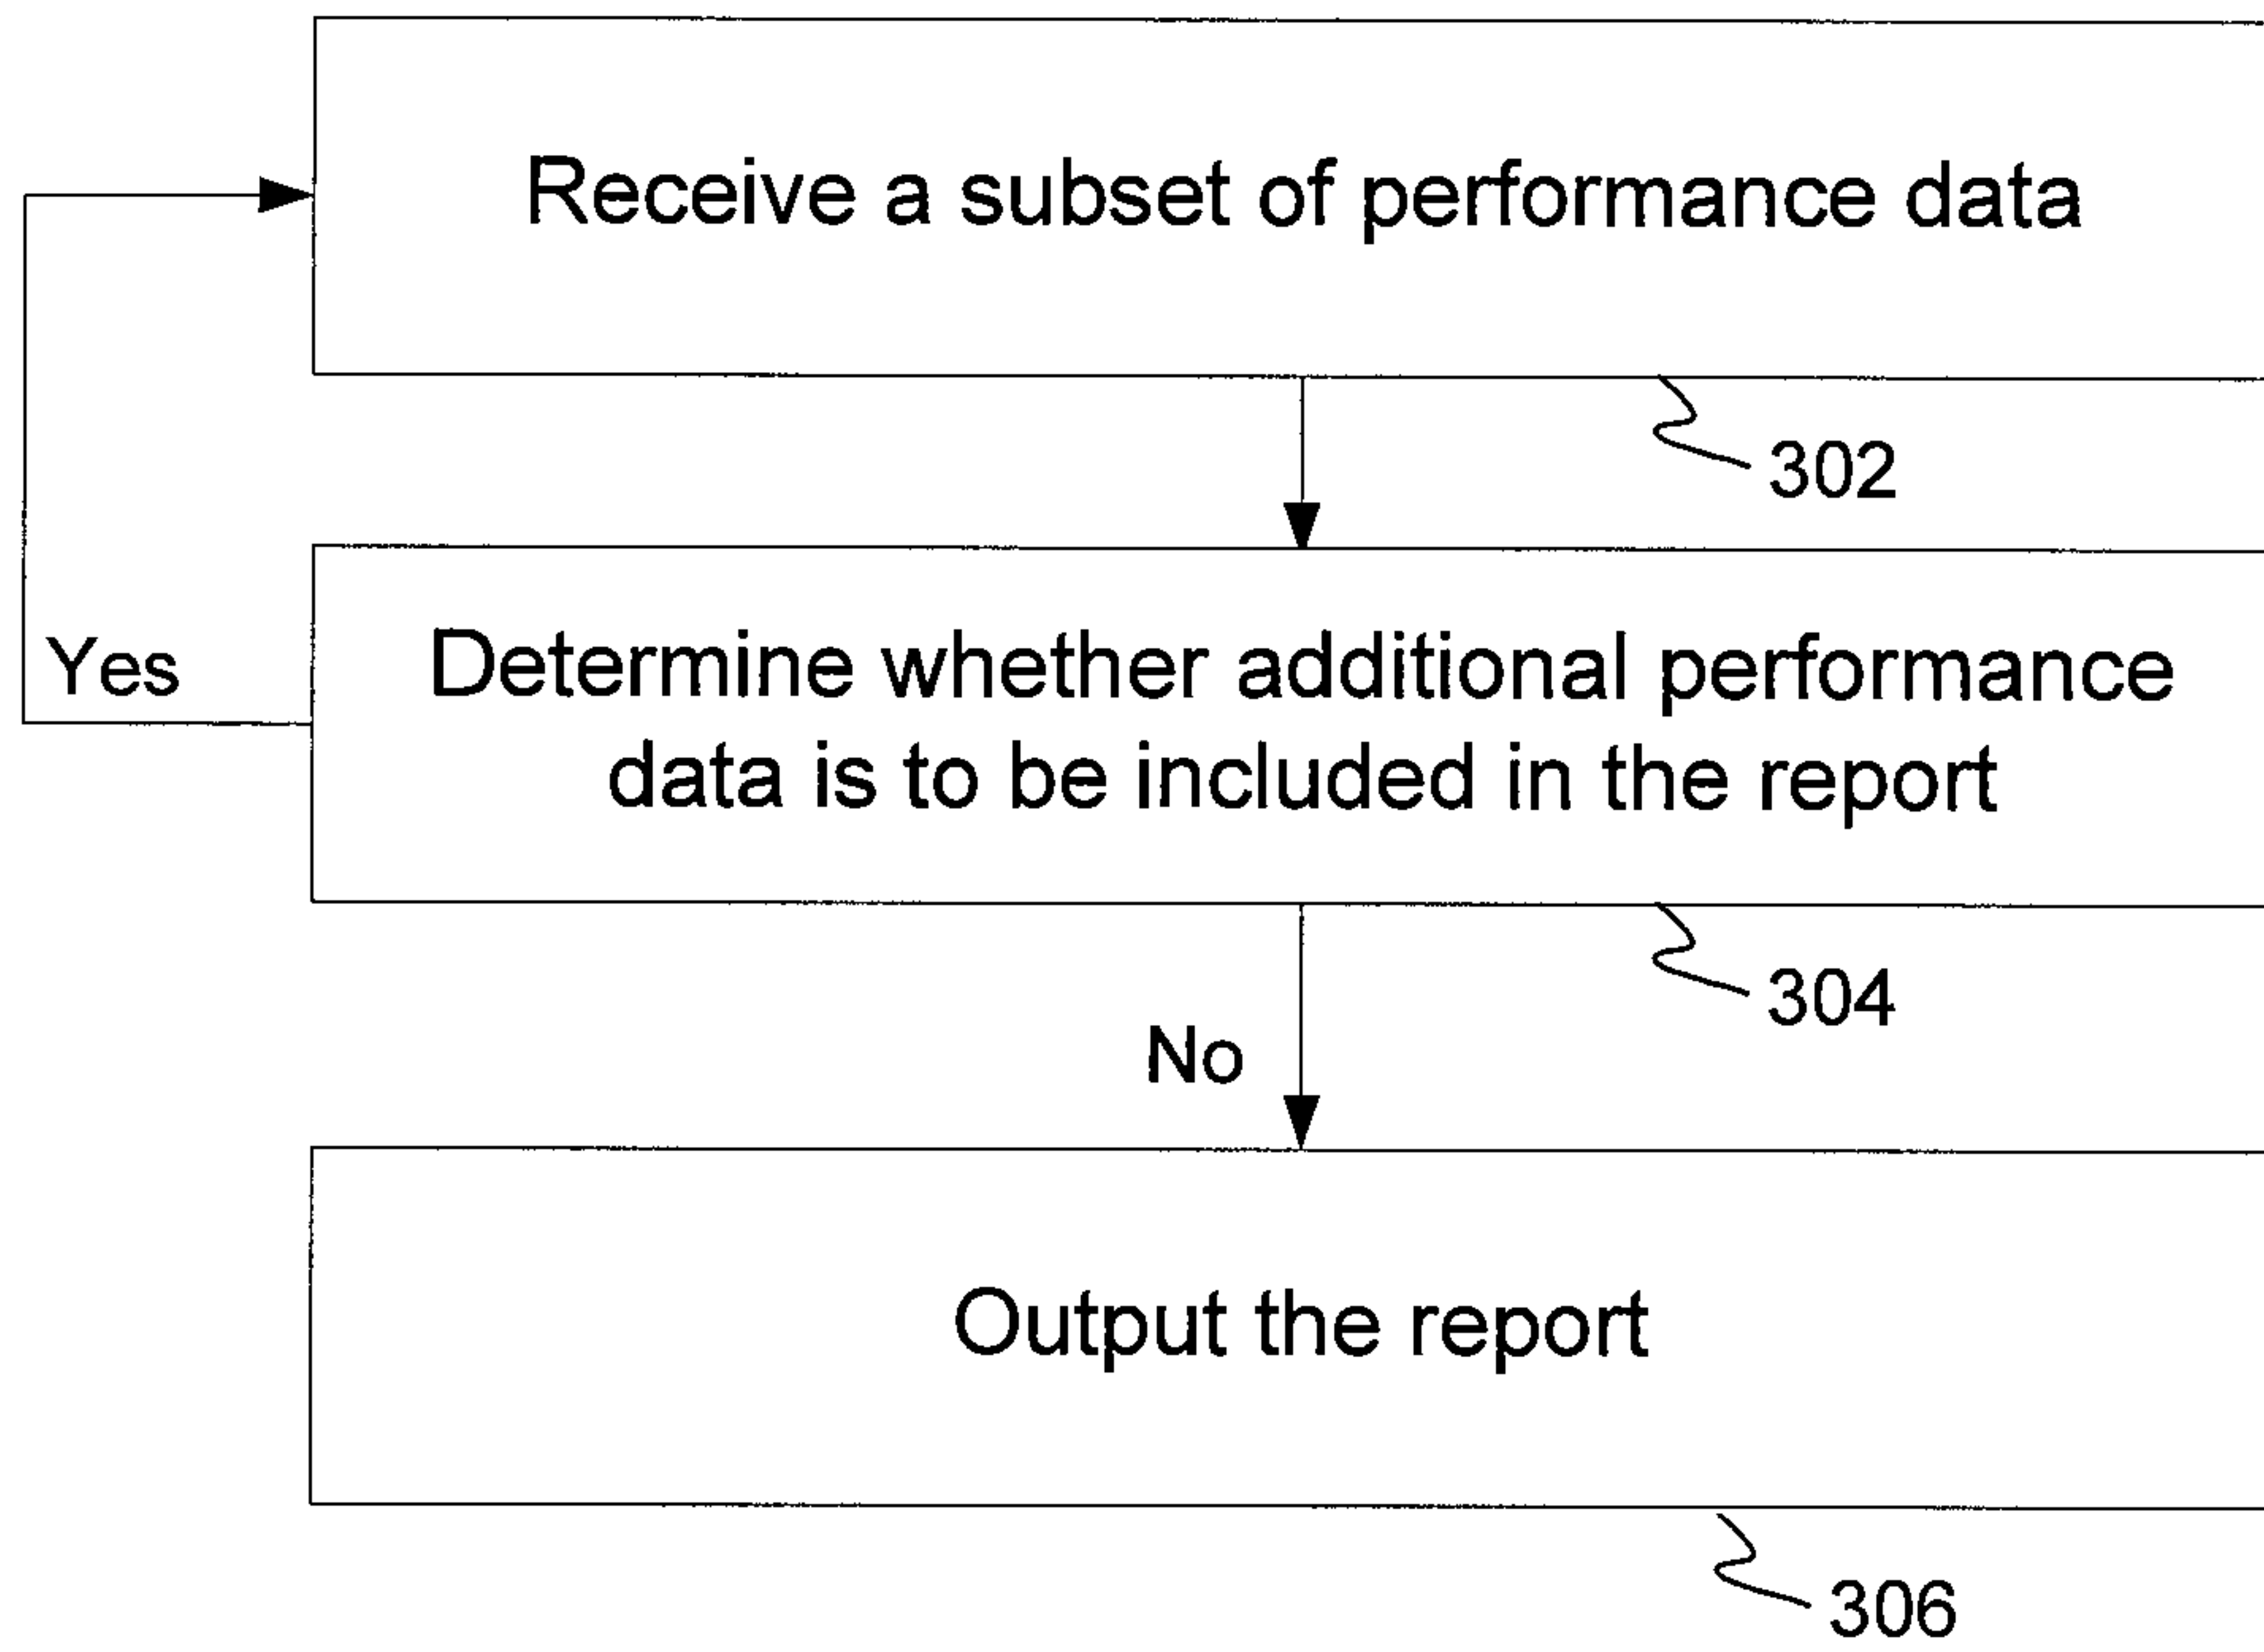 Receive a subset of performance data
302
Yes
Determine whether additional performance
data is to be included in the report
304
No
Output the report
306